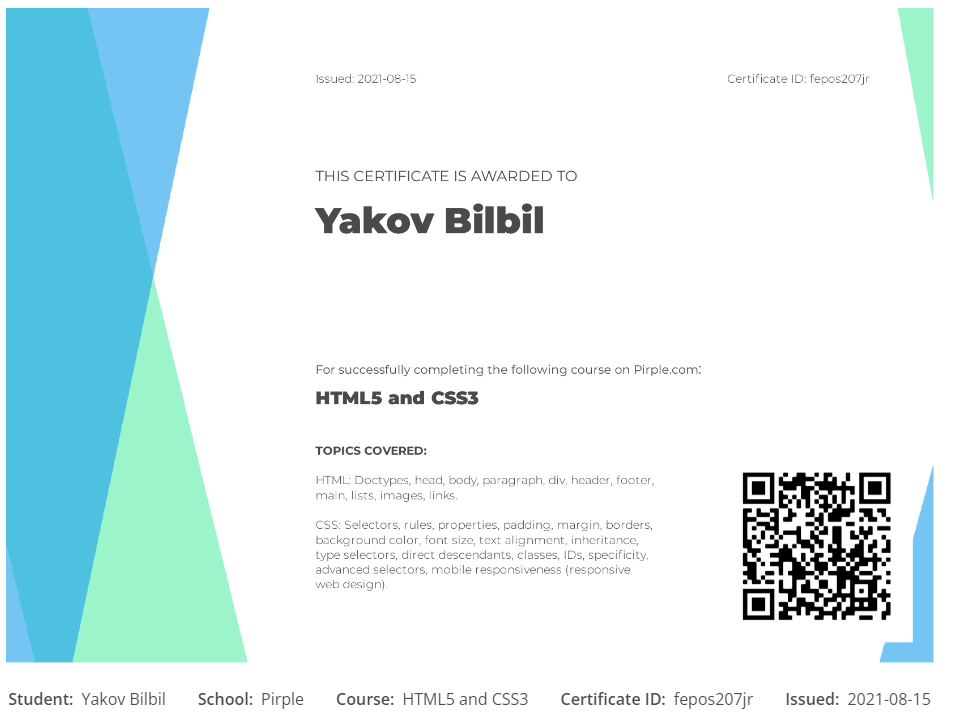 Issued: 2021-08-15
Certificate ID: fepos207jr
THIS CERTIFICATE IS AWARDED TO
Yakov Bilbil
For successfully completing the following course on Pirple.com:
HTML5 and CSS3
TOPICS COVERED:
HTML: Doctypes, head, body, paragraph, div, header, footer,
main, lists, images, links.
CSS: Selectors, rules, properties, padding, margin, borders,
background color, font size, text alignment, inheritance,
type selectors, direct descendants, classes, IDs, specificity,
advanced selectors, mobile responsiveness (responsive
web design).
Student: Yakov Bilbil School: Pirple Course: HTML5 and CSS3 Certificate ID: fepos207jr Issued: 2021-08-15